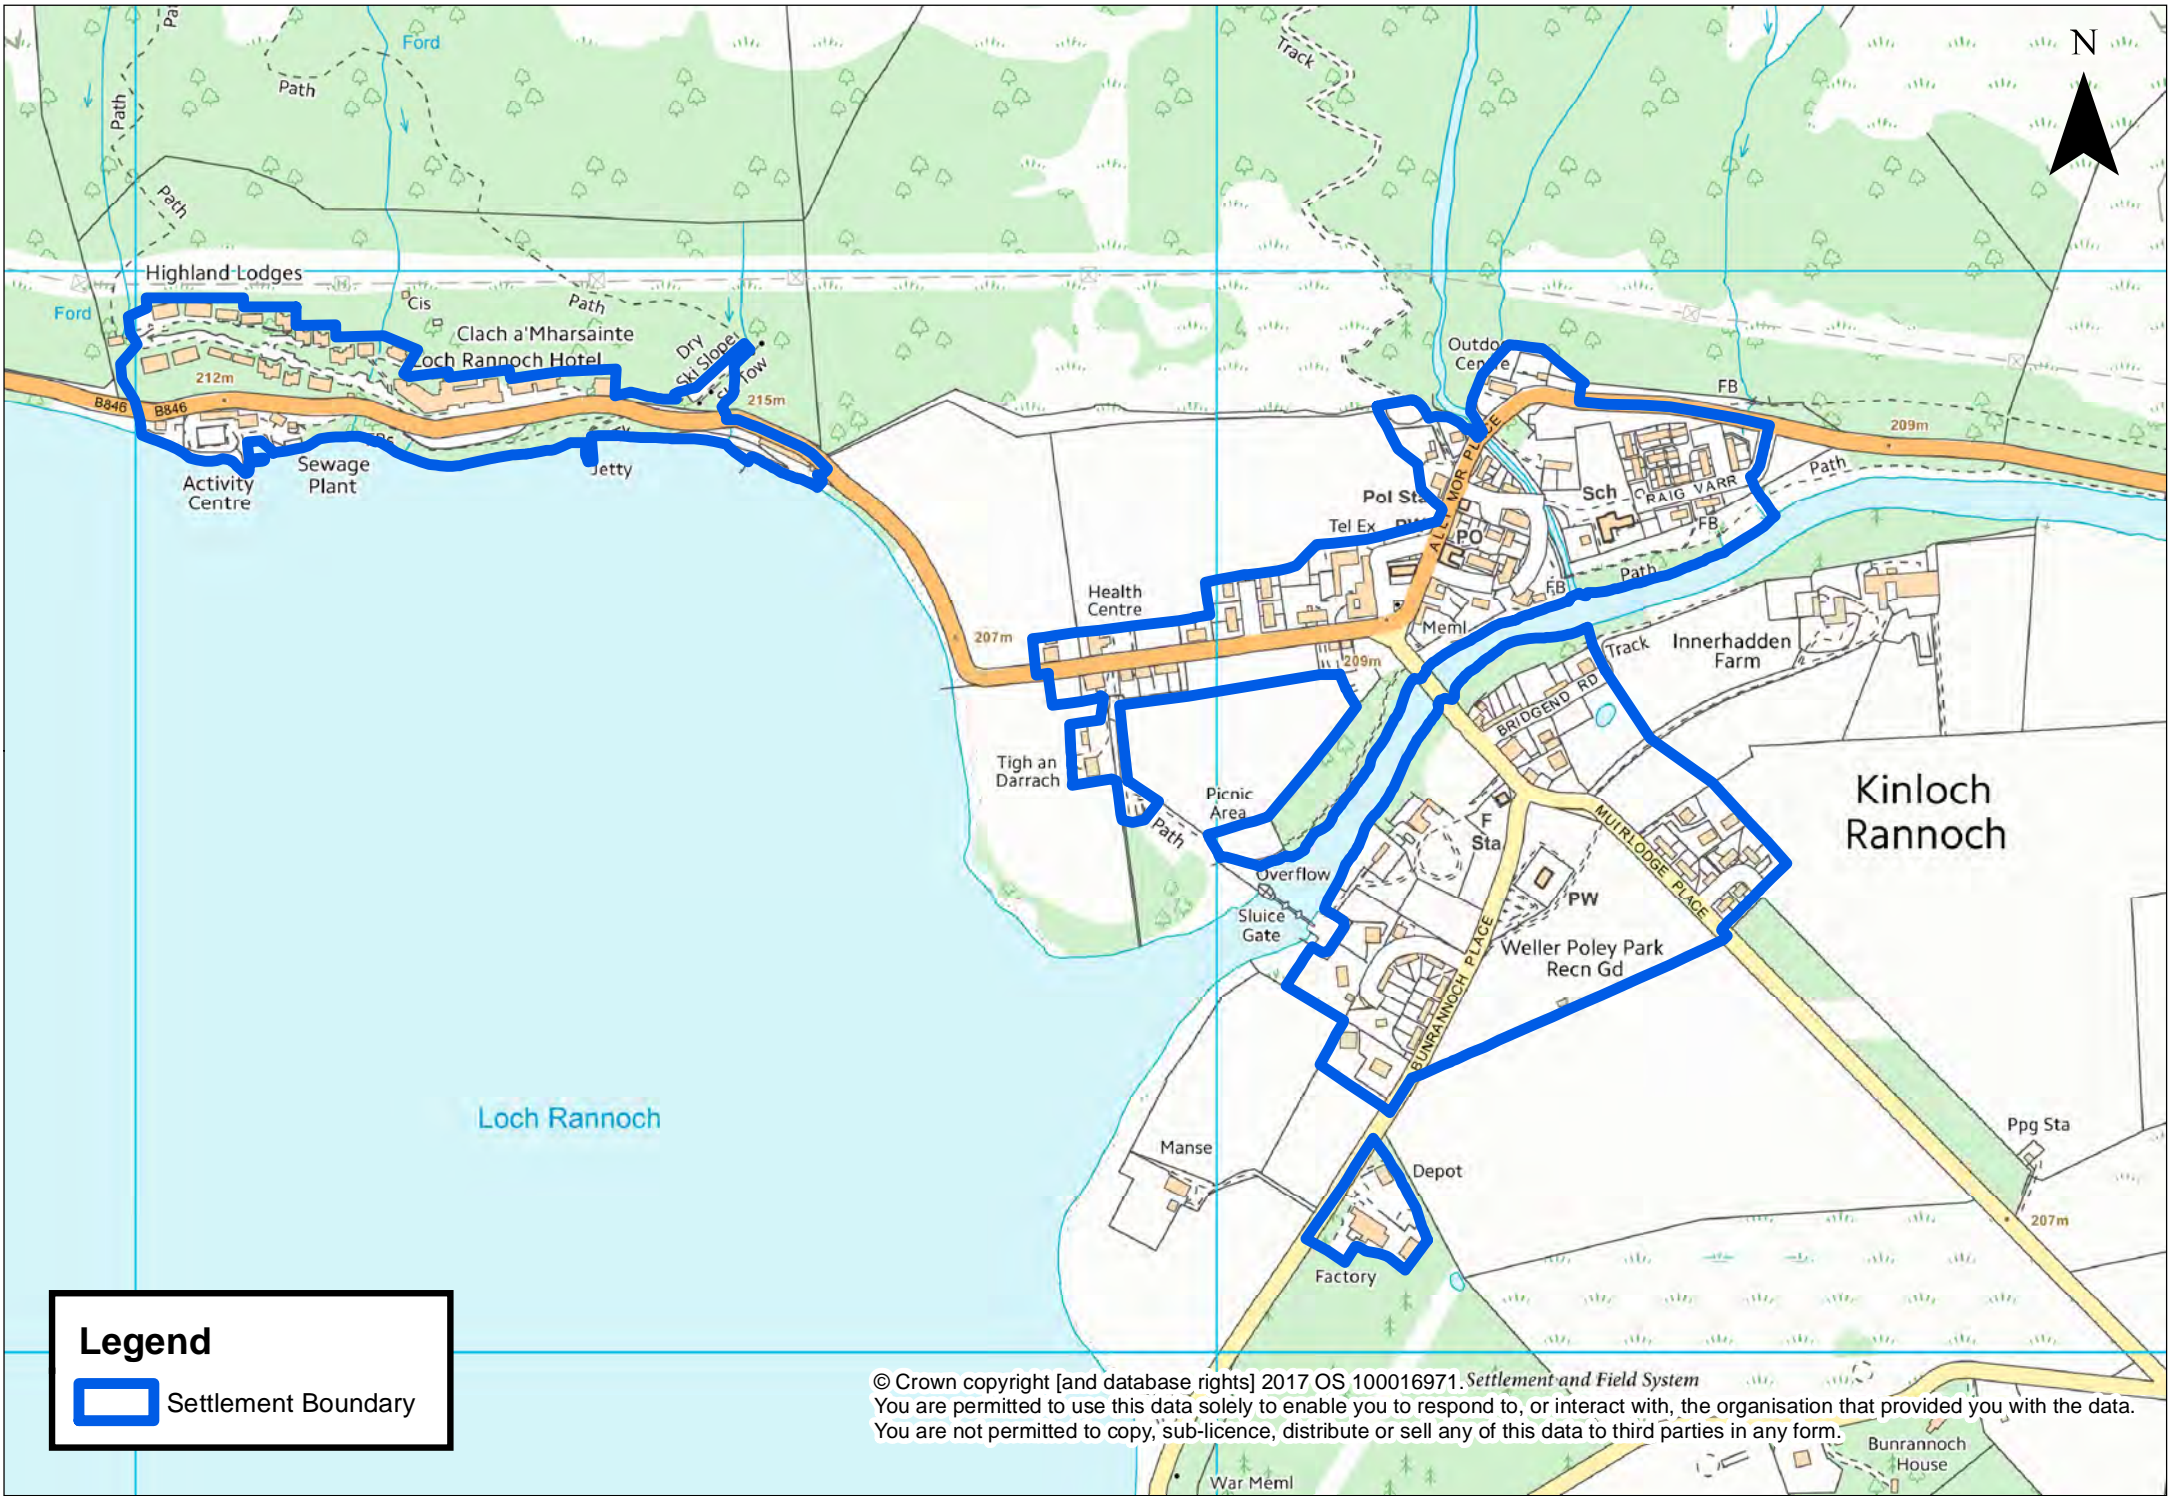 Ford
Path
Track
N
Path
Path
Highland Lodges
Ford
Cis
Path
Clach a'Mharsainte
Loch Rannoch Hotel
Dry
Ski Slope
Ski Tow
212m
B846
B846
215m
Activity
Centre
Sewage
Plant
Jetty
Outdoor
Centre
FB
209m
Path
Pol Sta
Tel Ex
PW
ALLT MOR PLACE
PO
Sch
CRAIG VARR
FB
Path
FB
Health
Centre
207m
Meml
209m
Track
Innerhadden
Farm
BRIDGEND RD
Tigh an
Darrach
Picnic
Area
Path
Kinloch
Rannoch
F
Sta
MUIRLODGE PLACE
Overflow
Sluice
Gate
PW
Weller Poley Park
Recn Gd
BUNRANNOCH PLACE
Loch Rannoch
Manse
Depot
Ppg Sta
207m
Factory
Legend
Settlement Boundary
© Crown copyright [and database rights] 2017 OS 100016971.
Settlement and Field System
You are permitted to use this data solely to enable you to respond to, or interact with, the organisation that provided you with the data.
You are not permitted to copy, sub-licence, distribute or sell any of this data to third parties in any form.
Bunrannoch
House
War Meml